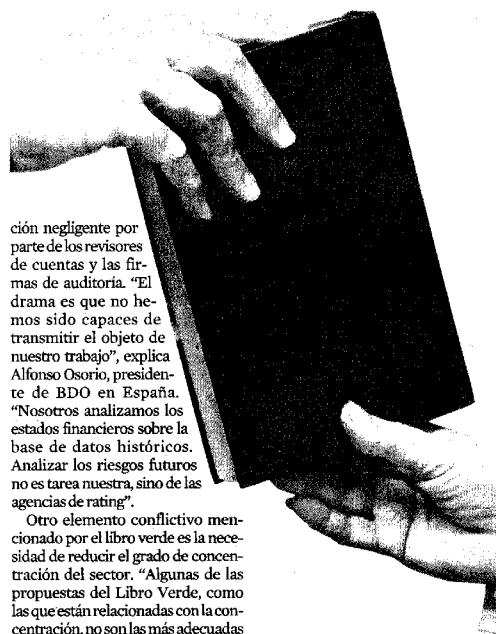 ción negligente por
parte de los revisores
de cuentas y las fir-
mas de auditoría. “El
drama es que no he-
mos sido capaces de
transmitir el objeto de
nuestro trabajo”, explica
Alfonso Osorio, presiden-
te de BDO en España.
“Nosotros analizamos los
estados financieros sobre la
base de datos históricos.
Analizar los riesgos futuros
no es tarea nuestra, sino de las
agencias de rating”.
Otro elemento conflictivo men-
cionado por el libro verde es la nece-
sidad de reducir el grado de concen-
tración del sector. “Algunas de las
propuestas del Libro Verde, como
las que están relacionadas con la con-
centración, no son las más adecuadas